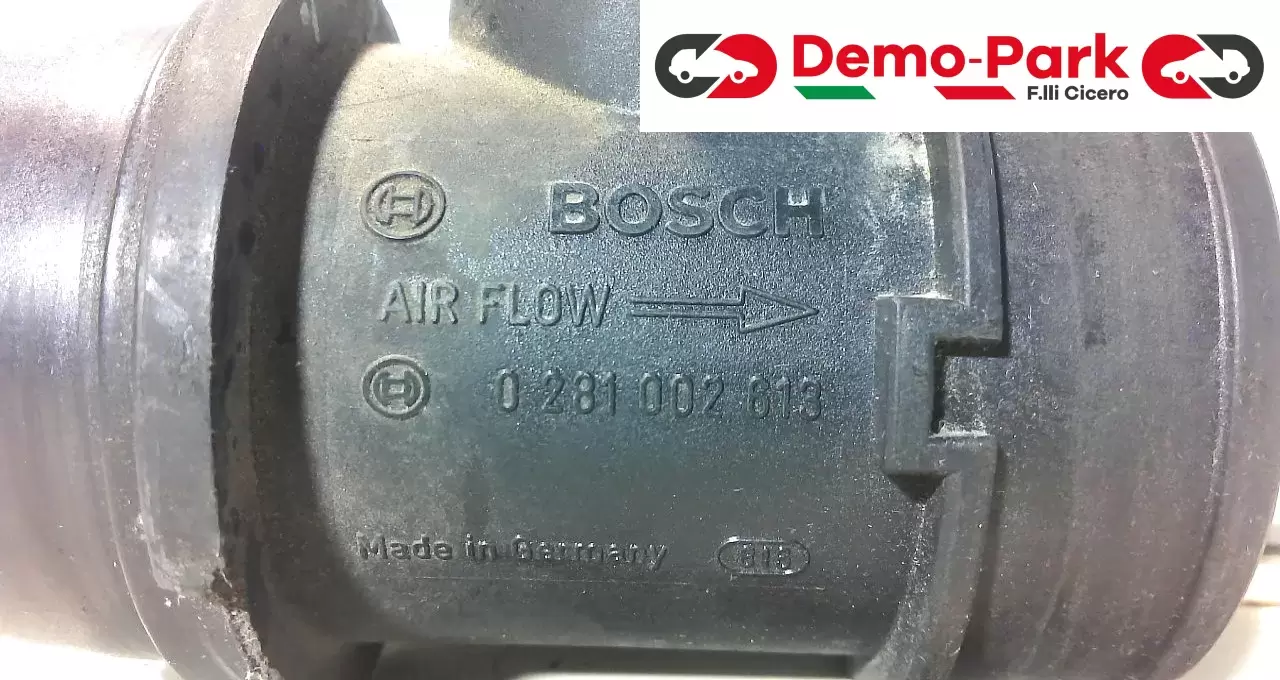 Demo-Park
F.lli Cicero
BOSCH
AIR FLOW
0 281 002 613
Made in Germany